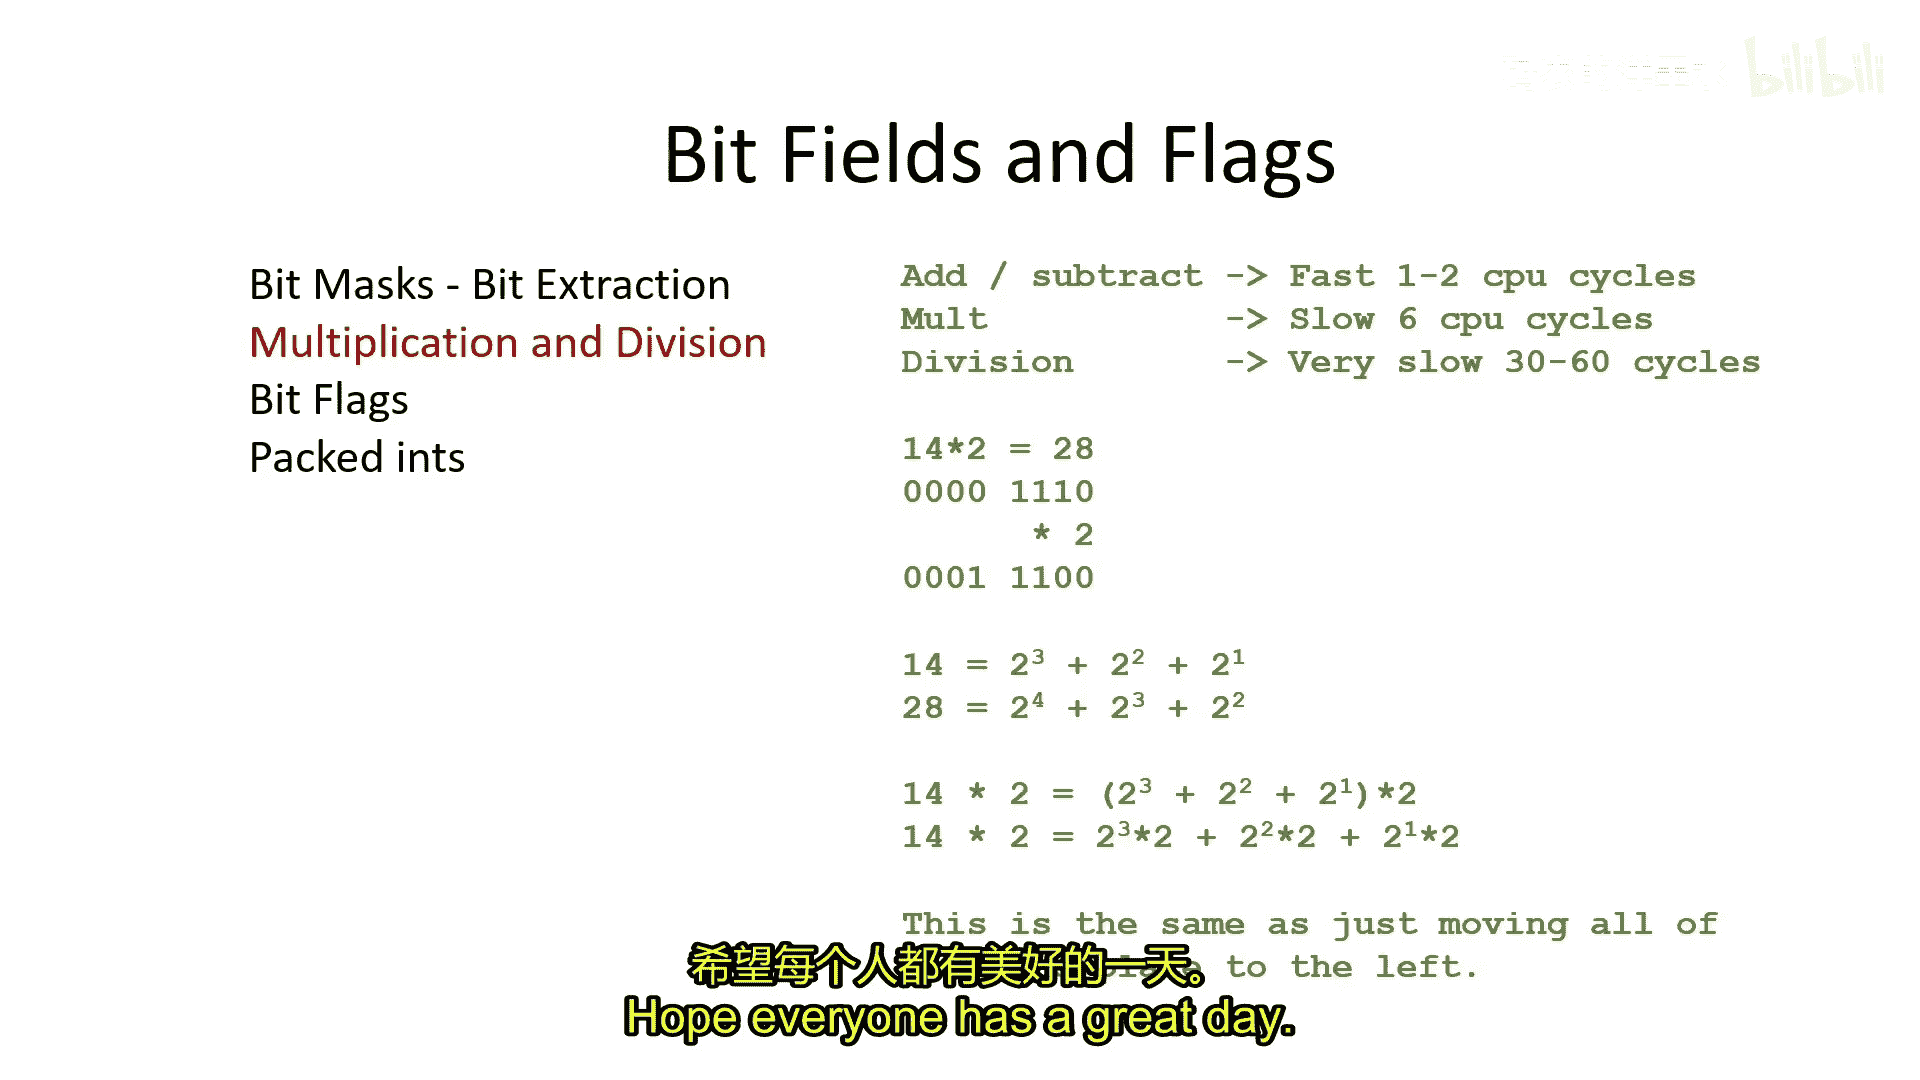 bilibili
Bit Fields and Flags
Bit Masks - Bit Extraction
Multiplication and Division
Bit Flags
Packed ints
Add / subtract -> Fast 1-2 cpu cycles
Mult -> Slow 6 cpu cycles
Division -> Very slow 30-60 cycles
14*2 = 28
0000 1110
* 2
0001 1100
14 = 2³ + 2² + 2¹
28 = 2⁴ + 2³ + 2²
14 * 2 = (2³ + 2² + 2¹)*2
14 * 2 = 2³*2 + 2²*2 + 2¹*2
This is the same as just moving all of
to the left.
希望每个人都有美好的一天。
Hope everyone has a great day.